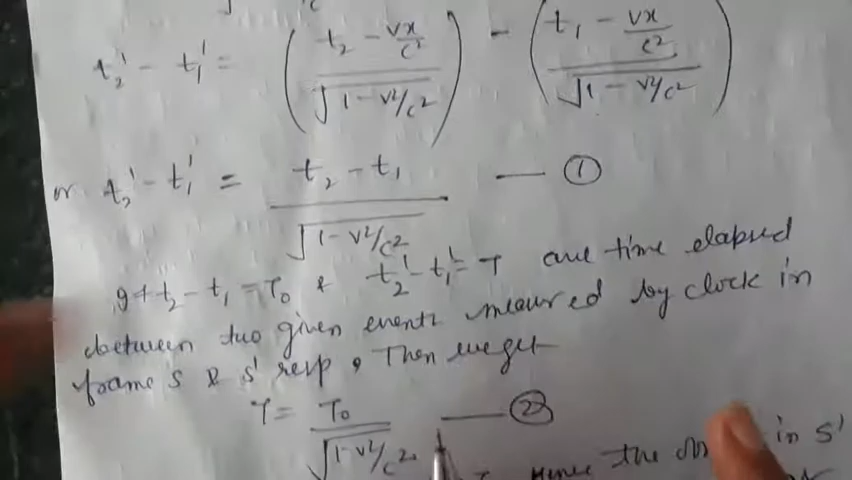 t₂' - t₁' = ( (t₂ - vx/c²) / √(1 - v²/c²) ) - ( (t₁ - vx/c²) / √(1 - v²/c²) )
or t₂' - t₁' = (t₂ - t₁) / √(1 - v²/c²) — ①
If t₂ - t₁ = T₀ & t₂' - t₁' = T are time elapsed
between two given events measured by clock in
frame S & S' resp. Then we get
T = T₀ / √(1 - v²/c²) — ②
Hence the in S'